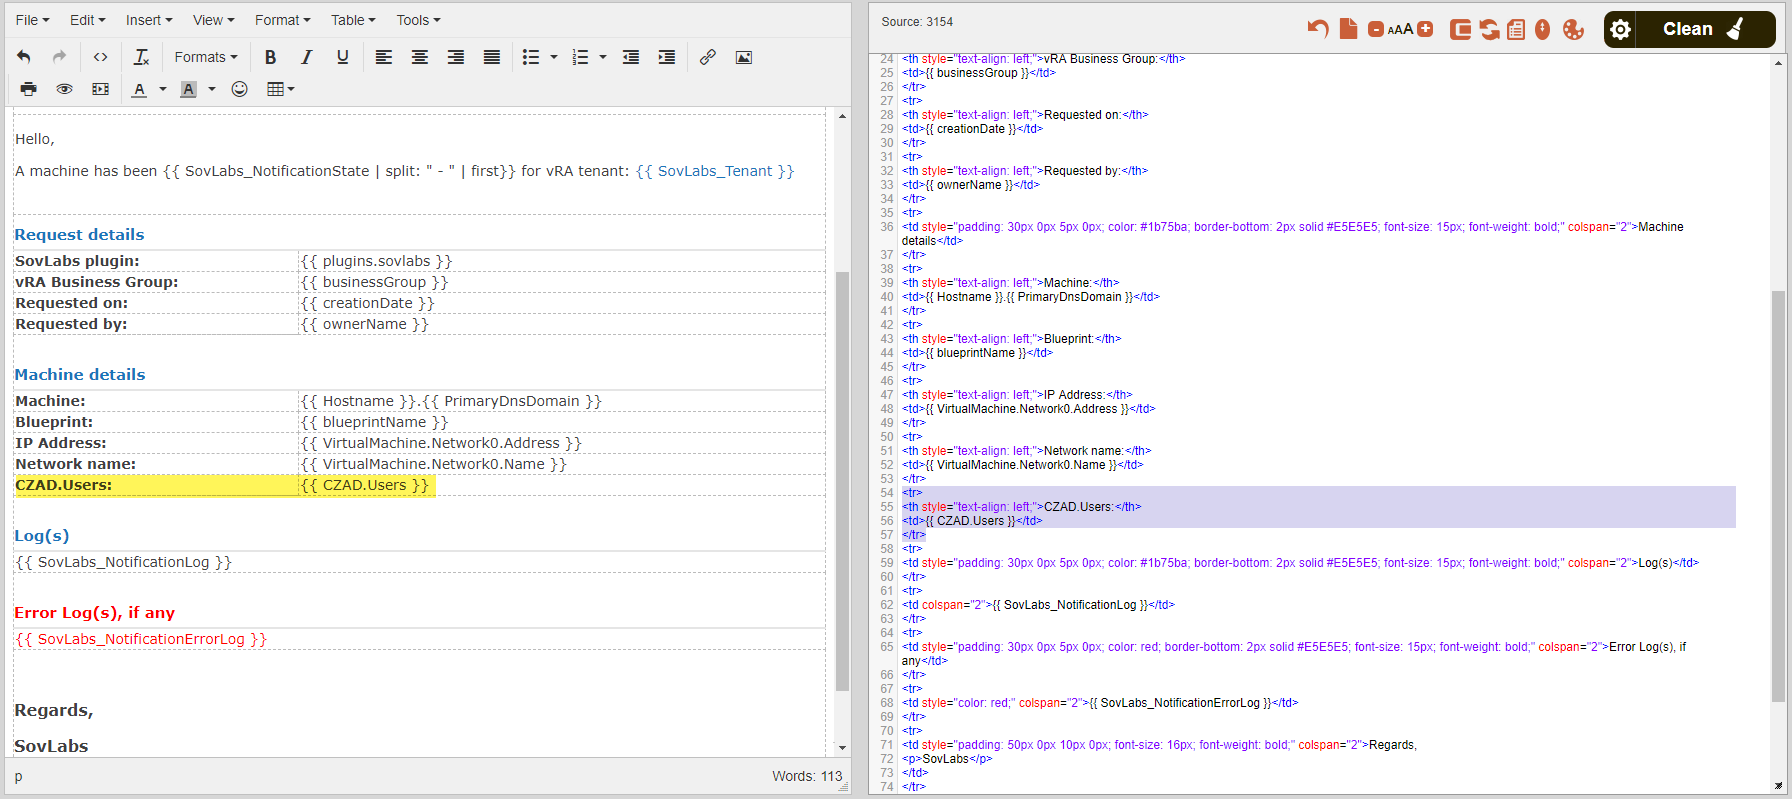 File Edit Insert View Format Table Tools
Formats B I U
A A
Hello,
A machine has been {{ SovLabs_NotificationState | split: " - " | first}} for vRA tenant: {{ SovLabs_Tenant }}
Request details
SovLabs plugin: {{ plugins.sovlabs }}
vRA Business Group: {{ businessGroup }}
Requested on: {{ creationDate }}
Requested by: {{ ownerName }}
Machine details
Machine: {{ Hostname }}.{{ PrimaryDnsDomain }}
Blueprint: {{ blueprintName }}
IP Address: {{ VirtualMachine.Network0.Address }}
Network name: {{ VirtualMachine.Network0.Name }}
CZAD.Users: {{ CZAD.Users }}
Log(s)
{{ SovLabs_NotificationLog }}
Error Log(s), if any
{{ SovLabs_NotificationErrorLog }}
Regards,
SovLabs
p Words: 113
Source: 3154
AAA
Clean
24 <th style="text-align: left;">vRA Business Group:</th>
25 <td>{{ businessGroup }}</td>
26 </tr>
27 <tr>
28 <th style="text-align: left;">Requested on:</th>
29 <td>{{ creationDate }}</td>
30 </tr>
31 <tr>
32 <th style="text-align: left;">Requested by:</th>
33 <td>{{ ownerName }}</td>
34 </tr>
35 <tr>
36 <td style="padding: 30px 0px 5px 0px; color: #1b75ba; border-bottom: 2px solid #E5E5E5; font-size: 15px; font-weight: bold;" colspan="2">Machine
details</td>
37 </tr>
38 <tr>
39 <th style="text-align: left;">Machine:</th>
40 <td>{{ Hostname }}.{{ PrimaryDnsDomain }}</td>
41 </tr>
42 <tr>
43 <th style="text-align: left;">Blueprint:</th>
44 <td>{{ blueprintName }}</td>
45 </tr>
46 <tr>
47 <th style="text-align: left;">IP Address:</th>
48 <td>{{ VirtualMachine.Network0.Address }}</td>
49 </tr>
50 <tr>
51 <th style="text-align: left;">Network name:</th>
52 <td>{{ VirtualMachine.Network0.Name }}</td>
53 </tr>
54 <tr>
55 <th style="text-align: left;">CZAD.Users:</th>
56 <td>{{ CZAD.Users }}</td>
57 </tr>
58 <tr>
59 <td style="padding: 30px 0px 5px 0px; color: #1b75ba; border-bottom: 2px solid #E5E5E5; font-size: 15px; font-weight: bold;" colspan="2">Log(s)</td>
60 </tr>
61 <tr>
62 <td colspan="2">{{ SovLabs_NotificationLog }}</td>
63 </tr>
64 <tr>
65 <td style="padding: 30px 0px 5px 0px; color: red; border-bottom: 2px solid #E5E5E5; font-size: 15px; font-weight: bold;" colspan="2">Error Log(s), if
any</td>
66 </tr>
67 <tr>
68 <td style="color: red;" colspan="2">{{ SovLabs_NotificationErrorLog }}</td>
69 </tr>
70 <tr>
71 <td style="padding: 50px 0px 10px 0px; font-size: 16px; font-weight: bold;" colspan="2">Regards,
72 <p>SovLabs</p>
73 </td>
74 </tr>